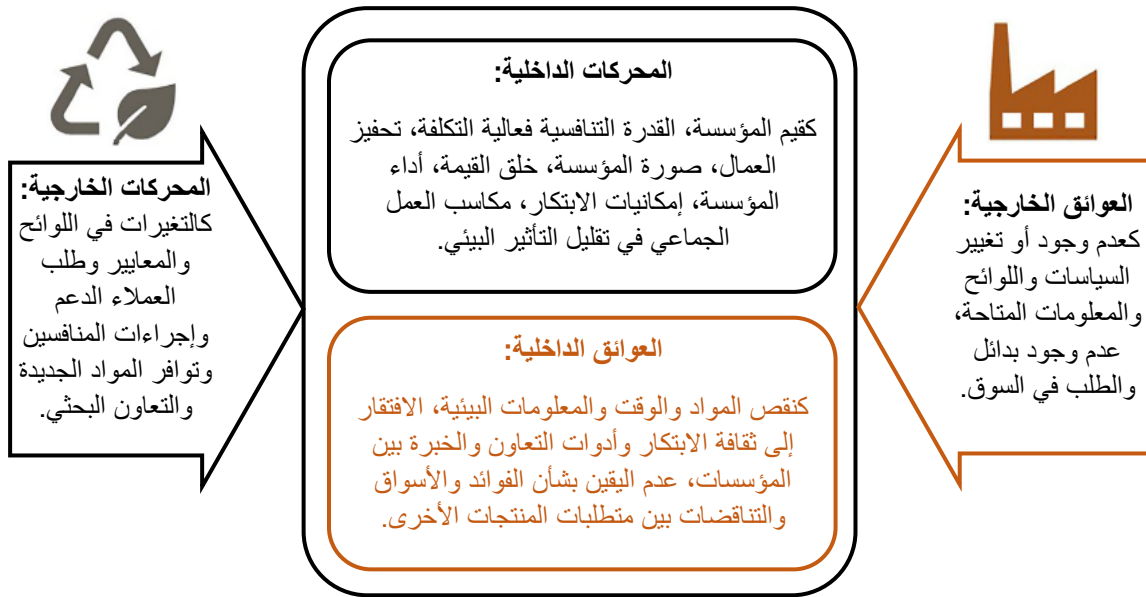 المحركات الداخلية:
كقيم المؤسسة، القدرة التنافسية فعالية التكلفة، تحفيز
العمال، صورة المؤسسة، خلق القيمة، أداء
المؤسسة، إمكانيات الابتكار، مكاسب العمل
الجماعي في تقليل التأثير البيئي.
العوائق الخارجية:
كعدم وجود أو تغيير
السياسات واللوائح
والمعلومات المتاحة،
عدم وجود بدائل
والطلب في السوق.
المحركات الخارجية:
كالتغيرات في اللوائح
والمعايير وطلب
العملاء الدعم
وإجراءات المنافسين
وتوافر المواد الجديدة
والتعاون البحثي.
العوائق الداخلية:
كنقص المواد والوقت والمعلومات البيئية، الافتقار
إلى ثقافة الابتكار وأدوات التعاون والخبرة بين
المؤسسات، عدم اليقين بشأن الفوائد والأسواق
والتناقضات بين متطلبات المنتجات الأخرى.